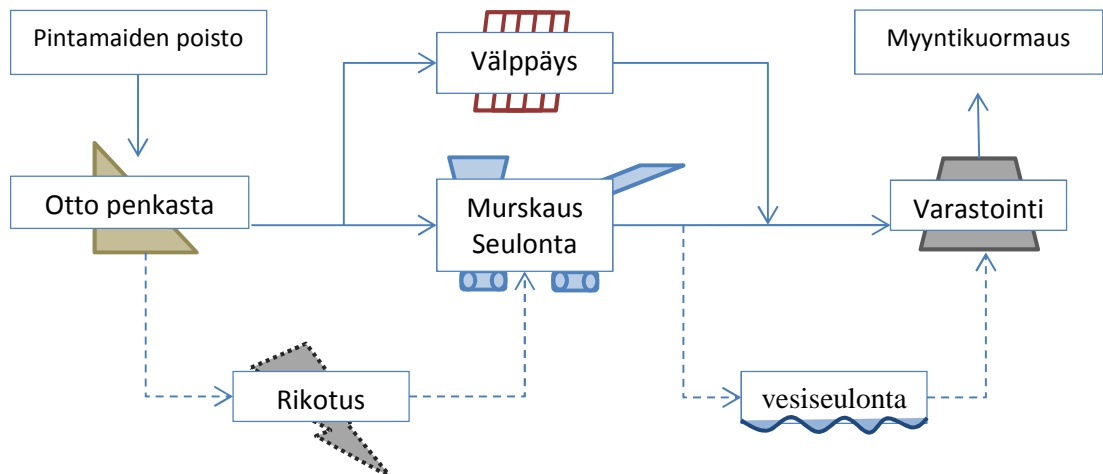 Pintamaiden poisto
Välppäys
Myyntikuormaus
Otto penkasta
Murskaus
Seulonta
Varastointi
Rikotus
vesiseulonta